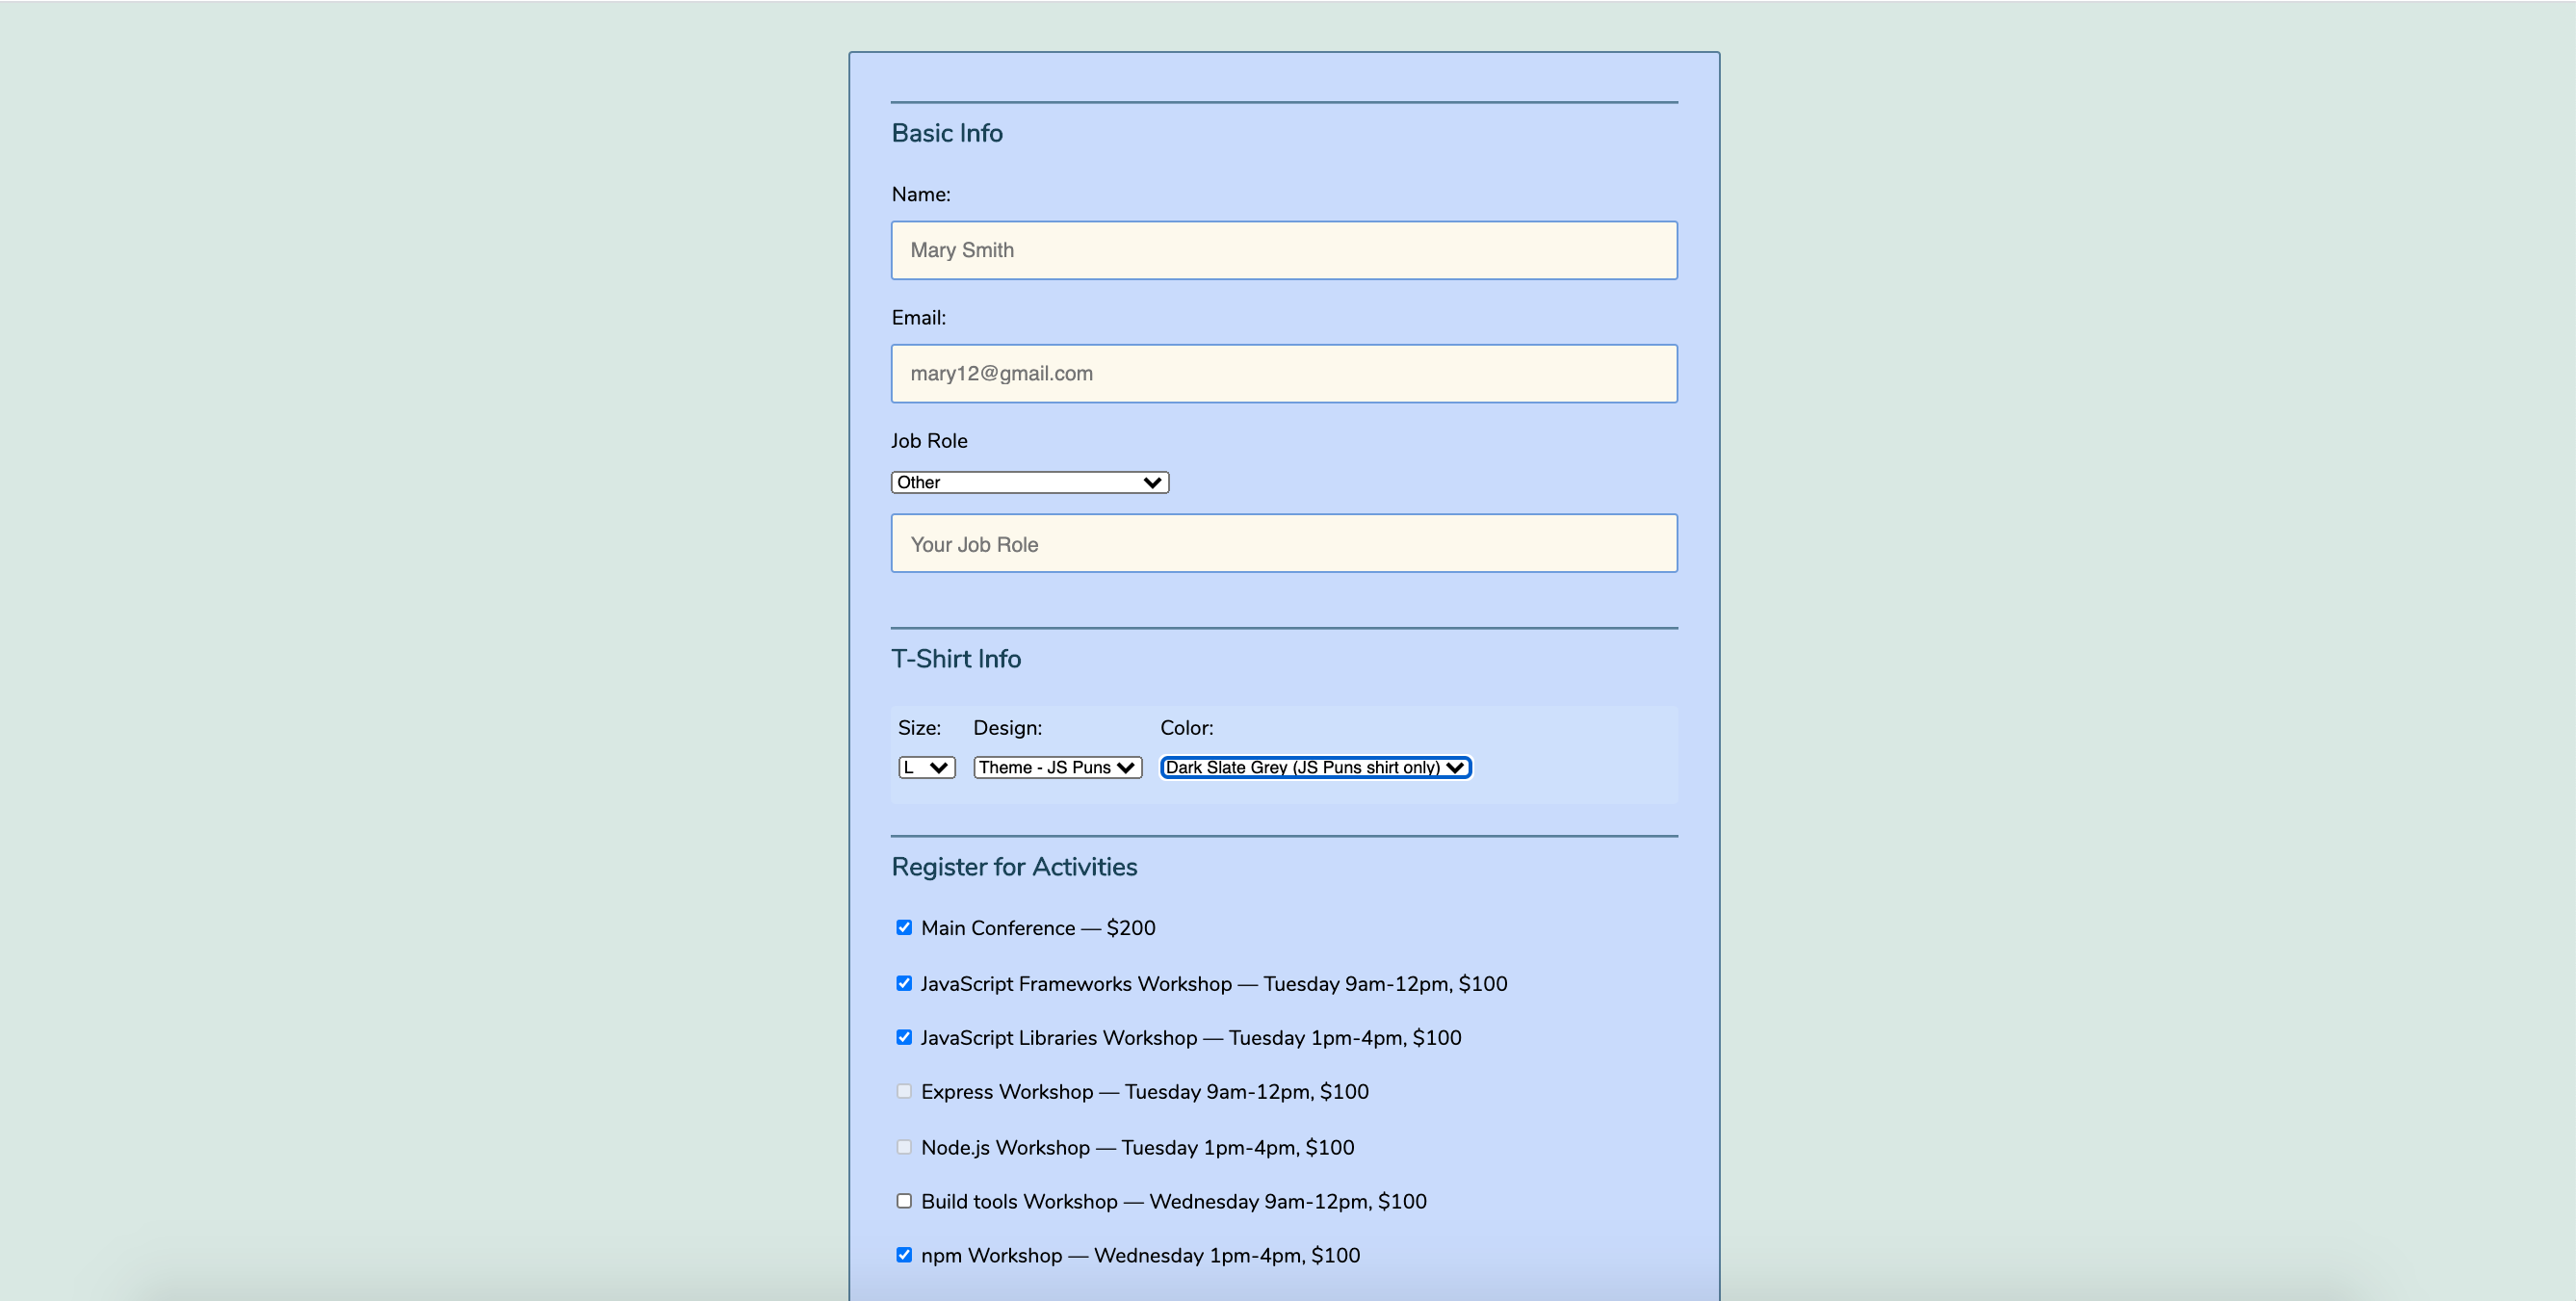 Basic Info
Name:
Mary Smith
Email:
mary12@gmail.com
Job Role
Other
Your Job Role
T-Shirt Info
Size: Design: Color:
L Theme - JS Puns Dark Slate Grey (JS Puns shirt only)
Register for Activities
Main Conference — $200
JavaScript Frameworks Workshop — Tuesday 9am-12pm, $100
JavaScript Libraries Workshop — Tuesday 1pm-4pm, $100
Express Workshop — Tuesday 9am-12pm, $100
Node.js Workshop — Tuesday 1pm-4pm, $100
Build tools Workshop — Wednesday 9am-12pm, $100
npm Workshop — Wednesday 1pm-4pm, $100